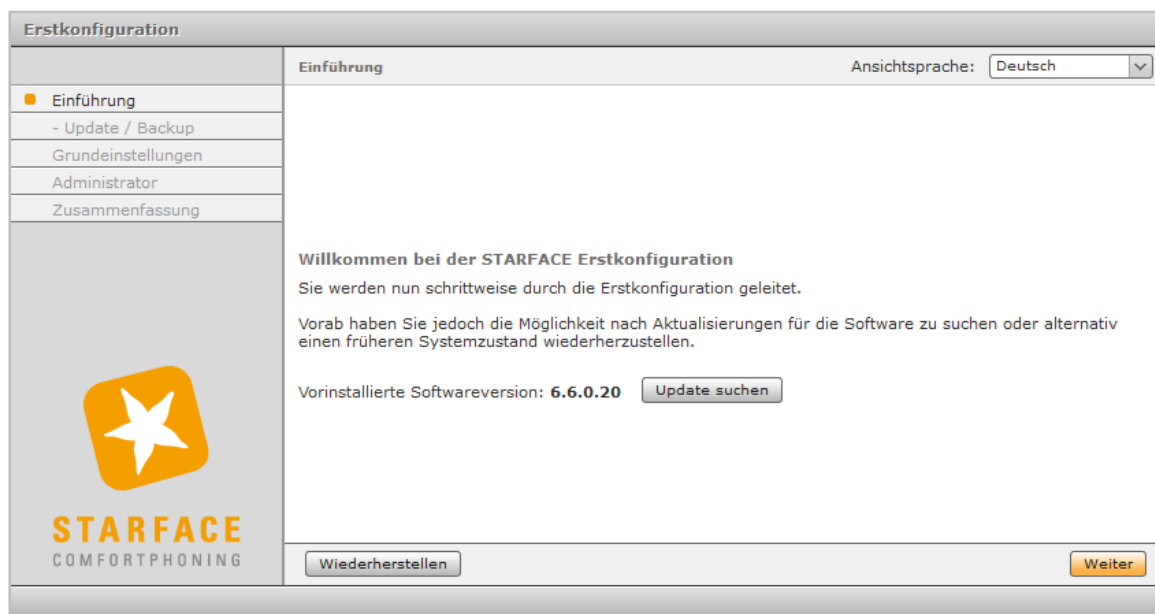 Erstkonfiguration
Einführung
Ansichtsprache: Deutsch
Einführung
- Update / Backup
Grundeinstellungen
Administrator
Zusammenfassung
Willkommen bei der STARFACE Erstkonfiguration
Sie werden nun schrittweise durch die Erstkonfiguration geleitet.
Vorab haben Sie jedoch die Möglichkeit nach Aktualisierungen für die Software zu suchen oder alternativ
einen früheren Systemzustand wiederherzustellen.
Vorinstallierte Softwareversion: 6.6.0.20 Update suchen
STARFACE
COMFORTPHONING
Wiederherstellen
Weiter